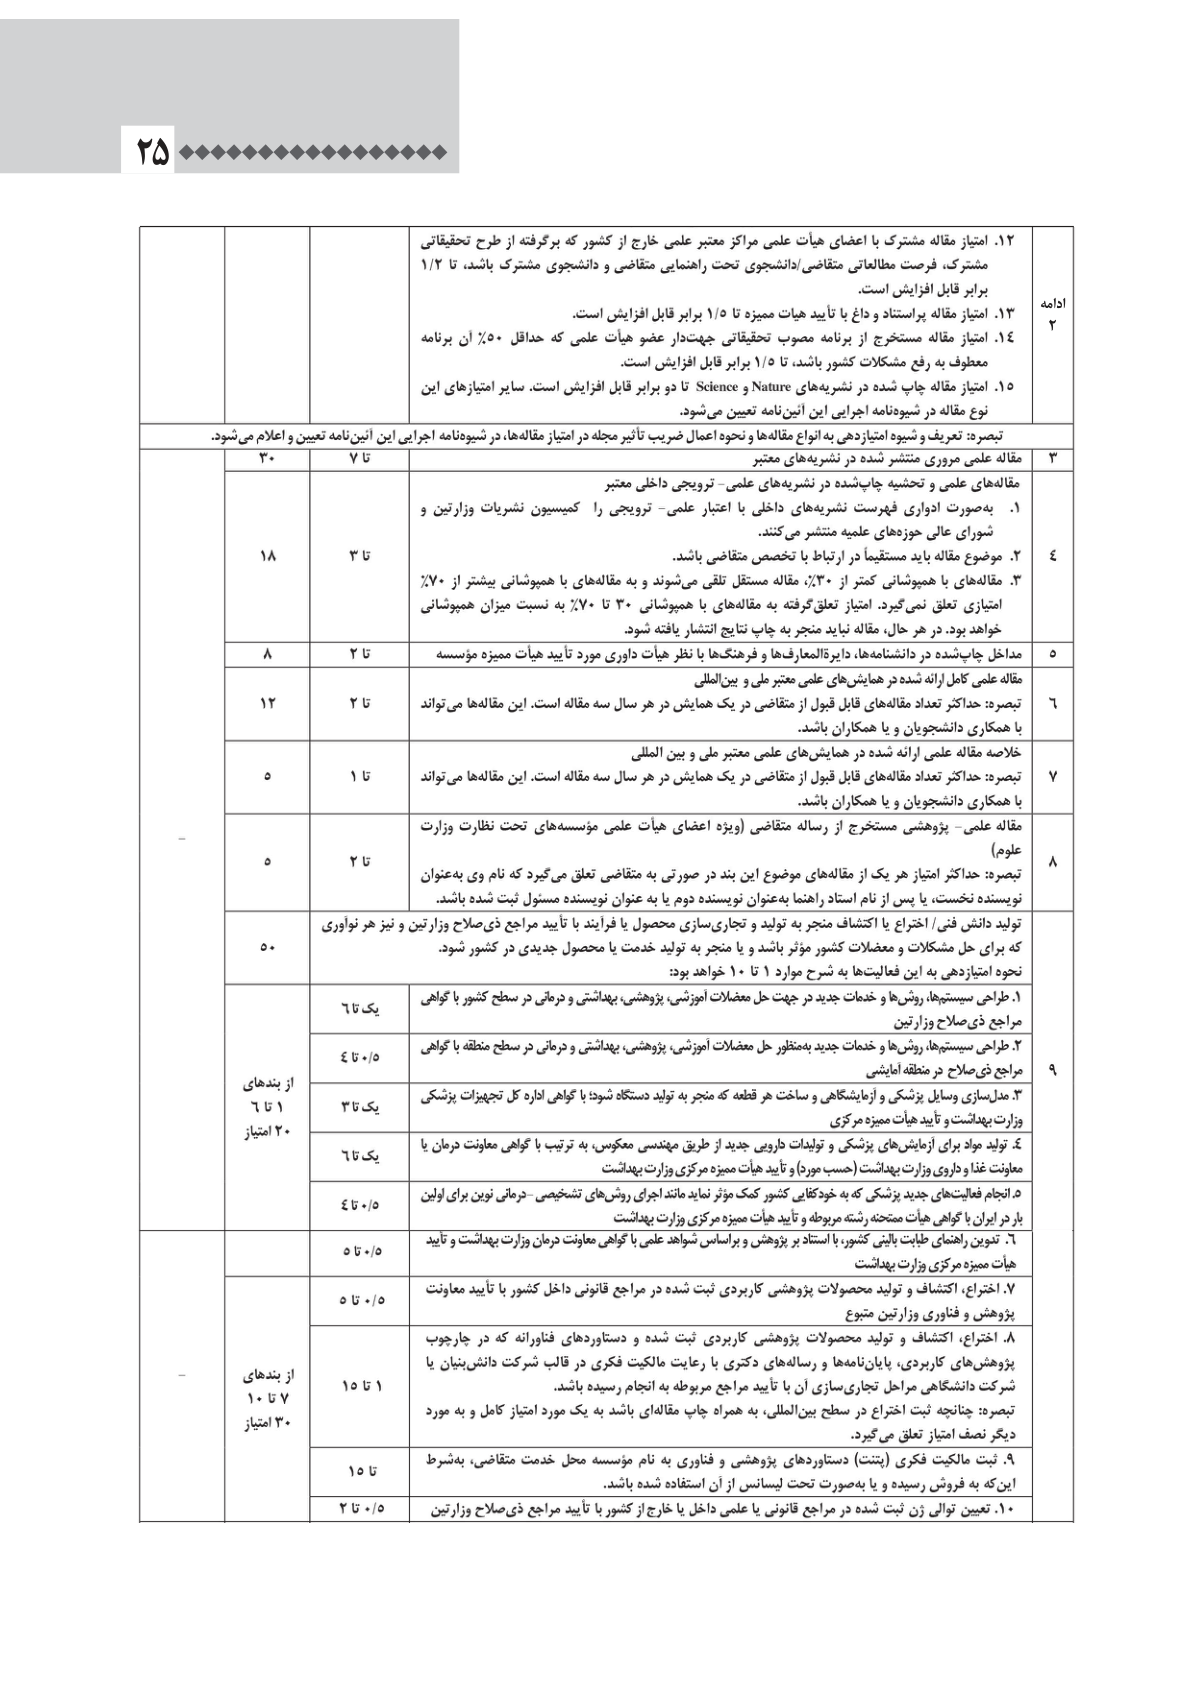 ۲۵
ادامه
۲
۱۲. امتیاز مقاله مشترک با اعضای هیأت علمی مراکز معتبر علمی خارج از کشور که برگرفته از طرح تحقیقاتی
مشترک، فرصت مطالعاتی متقاضی/دانشجوی تحت راهنمایی متقاضی و دانشجوی مشترک باشد، تا ۱/۲
برابر قابل افزایش است.
۱۳. امتیاز مقاله پراستناد و داغ با تأیید هیات ممیزه تا ۱/۵ برابر قابل افزایش است.
۱۴. امتیاز مقاله مستخرج از برنامه مصوب تحقیقاتی جهت‌دار عضو هیأت علمی که حداقل ۵۰٪ آن برنامه
معطوف به رفع مشکلات کشور باشد، تا ۱/۵ برابر قابل افزایش است.
۱۵. امتیاز مقاله چاپ شده در نشریه‌های Nature و Science تا دو برابر قابل افزایش است. سایر امتیازهای این
نوع مقاله در شیوه‌نامه اجرایی این آئین‌نامه تعیین می‌شود.
تبصره: تعریف و شیوه امتیازدهی به انواع مقاله‌ها و نحوه اعمال ضریب تأثیر مجله در امتیاز مقاله‌ها، در شیوه‌نامه اجرایی این آئین‌نامه تعیین و اعلام می‌شود.
۳ مقاله علمی مروری منتشر شده در نشریه‌های معتبر تا ۷ ۳۰
مقاله‌های علمی و تحشیه چاپ‌شده در نشریه‌های علمی- ترویجی داخلی معتبر
۱. به‌صورت ادواری فهرست نشریه‌های داخلی با اعتبار علمی- ترویجی را کمیسیون نشریات وزارتین و
شورای عالی حوزه‌های علمیه منتشر می‌کنند.
۴ ۲. موضوع مقاله باید مستقیماً در ارتباط با تخصص متقاضی باشد. تا ۳ ۱۸
۳. مقاله‌های با همپوشانی کمتر از ۳۰٪، مقاله مستقل تلقی می‌شوند و به مقاله‌های با همپوشانی بیشتر از ۷۰٪
امتیازی تعلق نمی‌گیرد. امتیاز تعلق‌گرفته به مقاله‌های با همپوشانی ۳۰ تا ۷۰٪ به نسبت میزان همپوشانی
خواهد بود. در هر حال، مقاله نباید منجر به چاپ نتایج انتشار یافته شود.
۵ مداخل چاپ‌شده در دانشنامه‌ها، دایرةالمعارف‌ها و فرهنگ‌ها با نظر هیأت داوری مورد تأیید هیأت ممیزه مؤسسه تا ۲ ۸
مقاله علمی کامل ارائه شده در همایش‌های علمی معتبر ملی و بین‌المللی
۶ تبصره: حداکثر تعداد مقاله‌های قابل قبول از متقاضی در یک همایش در هر سال سه مقاله است. این مقاله‌ها می‌تواند تا ۲ ۱۲
با همکاری دانشجویان و یا همکاران باشد.
خلاصه مقاله علمی ارائه شده در همایش‌های علمی معتبر ملی و بین المللی
۷ تبصره: حداکثر تعداد مقاله‌های قابل قبول از متقاضی در یک همایش در هر سال سه مقاله است. این مقاله‌ها می‌تواند تا ۱ ۵
با همکاری دانشجویان و یا همکاران باشد.
–
مقاله علمی- پژوهشی مستخرج از رساله متقاضی (ویژه اعضای هیأت علمی مؤسسه‌های تحت نظارت وزارت
علوم)
۸ تا ۲ ۵
تبصره: حداکثر امتیاز هر یک از مقاله‌های موضوع این بند در صورتی به متقاضی تعلق می‌گیرد که نام وی به‌عنوان
نویسنده نخست، یا پس از نام استاد راهنما به‌عنوان نویسنده دوم یا به عنوان نویسنده مسئول ثبت شده باشد.
تولید دانش فنی/ اختراع یا اکتشاف منجر به تولید و تجاری‌سازی محصول یا فرآیند با تأیید مراجع ذی‌صلاح وزارتین و نیز هر نوآوری
که برای حل مشکلات و معضلات کشور مؤثر باشد و یا منجر به تولید خدمت یا محصول جدیدی در کشور شود. ۵۰
نحوه امتیازدهی به این فعالیت‌ها به شرح موارد ۱ تا ۱۰ خواهد بود:
۱. طراحی سیستم‌ها، روش‌ها و خدمات جدید در جهت حل معضلات آموزشی، پژوهشی، بهداشتی و درمانی در سطح کشور با گواهی
مراجع ذی‌صلاح وزارتین
یک تا ۶
۲. طراحی سیستم‌ها، روش‌ها و خدمات جدید به‌منظور حل معضلات آموزشی، پژوهشی، بهداشتی و درمانی در سطح منطقه با گواهی
مراجع ذی‌صلاح در منطقه آمایشی
۰/۵ تا ۴
۹
از بندهای
۱ تا ۶
۲۰ امتیاز
۳. مدل‌سازی وسایل پزشکی و آزمایشگاهی و ساخت هر قطعه که منجر به تولید دستگاه شود؛ با گواهی اداره کل تجهیزات پزشکی
وزارت بهداشت و تأیید هیأت ممیزه مرکزی
یک تا ۳
۴. تولید مواد برای آزمایش‌های پزشکی و تولیدات دارویی جدید از طریق مهندسی معکوس، به ترتیب با گواهی معاونت درمان یا
معاونت غذا و داروی وزارت بهداشت (حسب مورد) و تأیید هیأت ممیزه مرکزی وزارت بهداشت
یک تا ۶
۵. انجام فعالیت‌های جدید پزشکی که به خودکفایی کشور کمک مؤثر نماید مانند اجرای روش‌های تشخیصی -درمانی نوین برای اولین
بار در ایران با گواهی هیأت ممتحنه رشته مربوطه و تأیید هیأت ممیزه مرکزی وزارت بهداشت
۰/۵ تا ۴
۶. تدوین راهنمای طبابت بالینی کشور، با استناد بر پژوهش و براساس شواهد علمی با گواهی معاونت درمان وزارت بهداشت و تأیید
هیأت ممیزه مرکزی وزارت بهداشت
۰/۵ تا ۵
۷. اختراع، اکتشاف و تولید محصولات پژوهشی کاربردی ثبت شده در مراجع قانونی داخل کشور با تأیید معاونت
پژوهش و فناوری وزارتین متبوع
۰/۵ تا ۵
۸. اختراع، اکتشاف و تولید محصولات پژوهشی کاربردی ثبت شده و دستاوردهای فناورانه که در چارچوب
پژوهش‌های کاربردی، پایان‌نامه‌ها و رساله‌های دکتری با رعایت مالکیت فکری در قالب شرکت دانش‌بنیان یا
شرکت دانشگاهی مراحل تجاری‌سازی آن با تأیید مراجع مربوطه به انجام رسیده باشد.
تبصره: چنانچه ثبت اختراع در سطح بین‌المللی، به همراه چاپ مقاله‌ای باشد به یک مورد امتیاز کامل و به مورد
دیگر نصف امتیاز تعلق می‌گیرد.
۱ تا ۱۵
از بندهای
۷ تا ۱۰
۳۰ امتیاز
–
۹. ثبت مالکیت فکری (پتنت) دستاوردهای پژوهشی و فناوری به نام مؤسسه محل خدمت متقاضی، به‌شرط
این‌که به فروش رسیده و یا به‌صورت تحت لیسانس از آن استفاده شده باشد.
تا ۱۵
۱۰. تعیین توالی ژن ثبت شده در مراجع قانونی یا علمی داخل یا خارج از کشور با تأیید مراجع ذی‌صلاح وزارتین ۰/۵ تا ۲